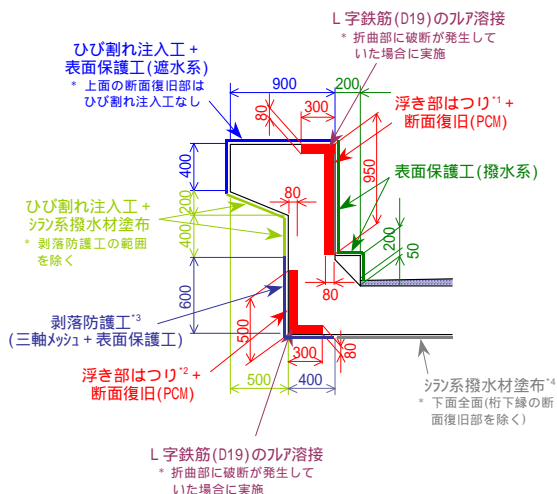 L字鉄筋(D19)のフレア溶接
* 折曲部に破断が発生して
いた場合に実施
ひび割れ注入工 +
表面保護工(遮水系)
* 上面の断面復旧部は
ひび割れ注入工なし
900
200
80
300
浮き部はつり*1 +
断面復旧(PCM)
400
950
表面保護工(撥水系)
ひび割れ注入工 +
シラン系撥水材塗布
* 剥落防護工の範囲
を除く
200
80
400
200
50
80
600
剥落防護工*3
(三軸メッシュ + 表面保護工)
500
300
80
浮き部はつり*2 +
断面復旧(PCM)
500
400
シラン系撥水材塗布*4
* 下面全面(桁下縁の断
面復旧部を除く)
L字鉄筋(D19)のフレア溶接
* 折曲部に破断が発生して
いた場合に実施